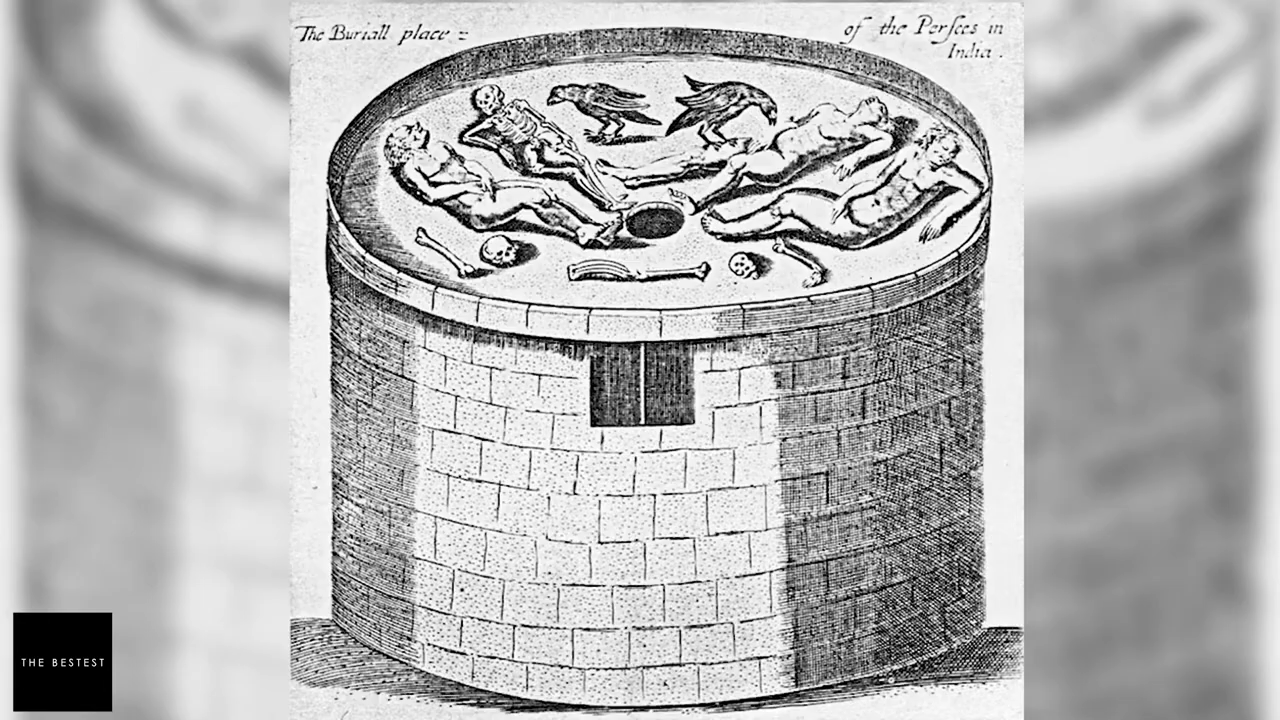 The Buriall place =
of the Persees in
India.
THE BESTEST